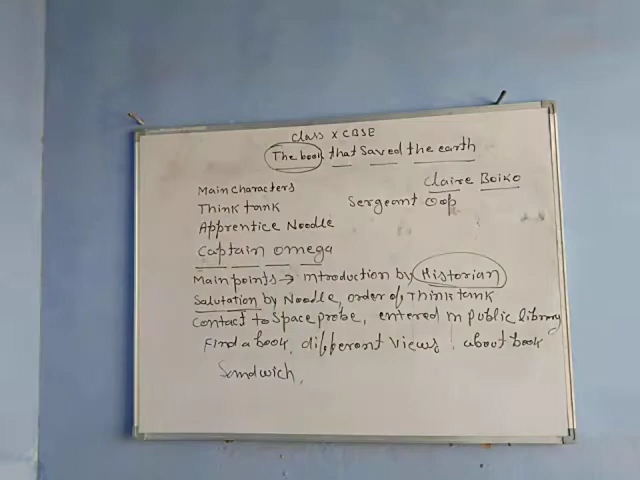 Class X CBSE
The book that Saved the earth
Claire Boiko
Main characters
Think tank Sergeant oop
Apprentice Noodle
Captain omega
Main points → introduction by Historian
Salutation by Noodle, order of Think tank
Contact to Space probe, entered in public library
Find a book, different views, about book
Sandwich,